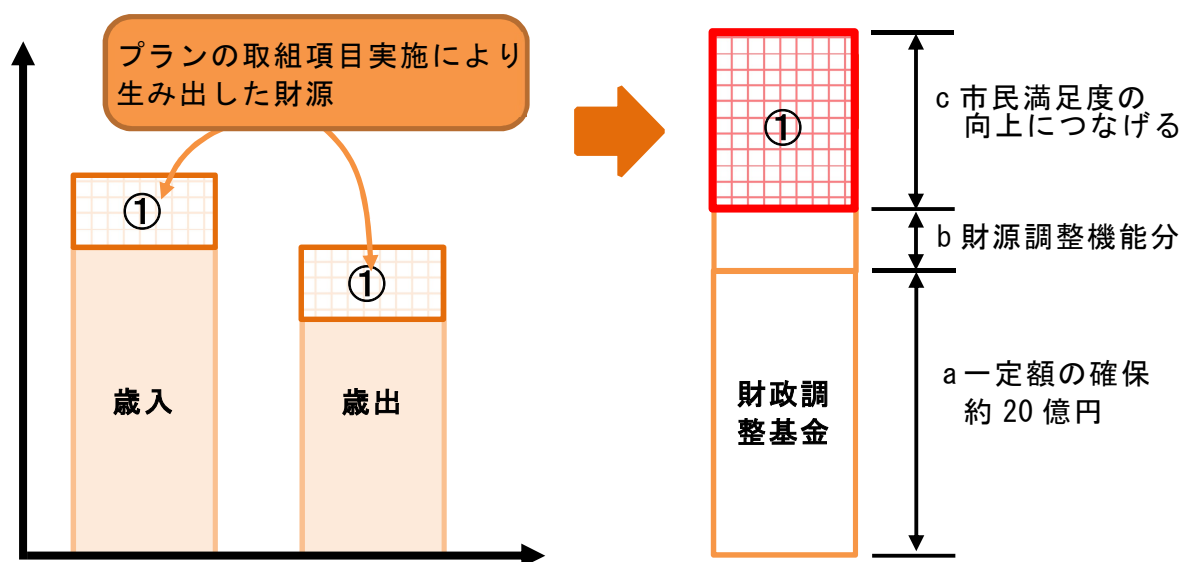 プランの取組項目実施により
生み出した財源
①
①
歳入
歳出
①
財政調
整基金
c 市民満足度の
向上につなげる
b 財源調整機能分
a 一定額の確保
約 20 億円